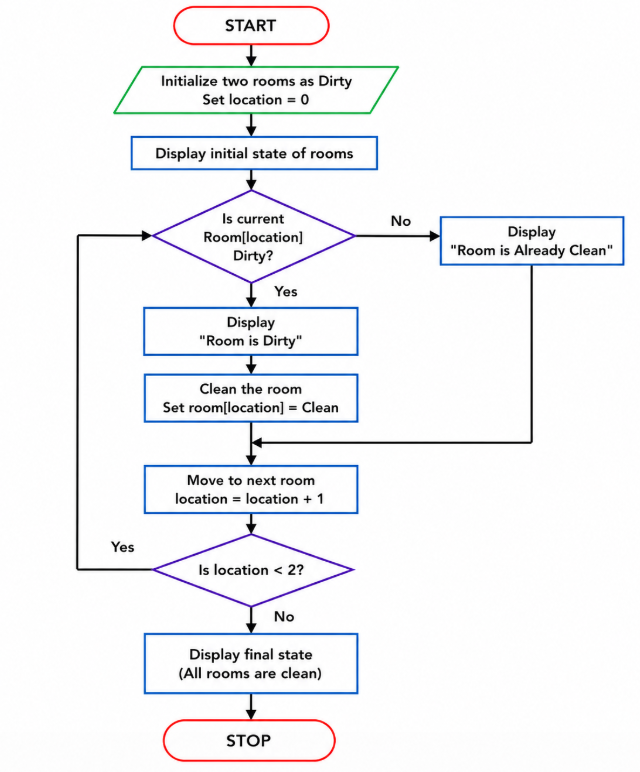 START
Initialize two rooms as Dirty
Set location = 0
Display initial state of rooms
Is current
Room[location]
Dirty?
No
Display
"Room is Already Clean"
Yes
Display
"Room is Dirty"
Clean the room
Set room[location] = Clean
Move to next room
location = location + 1
Yes
Is location < 2?
No
Display final state
(All rooms are clean)
STOP